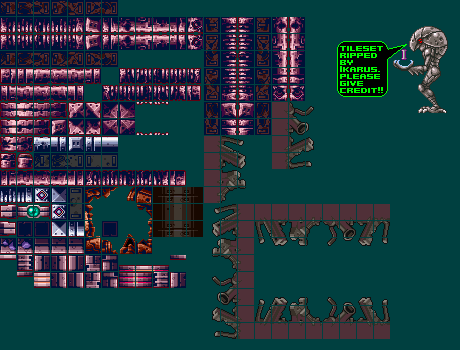 TILESET
RIPPED
BY
IKARUS.
PLEASE
GIVE
CREDIT!!